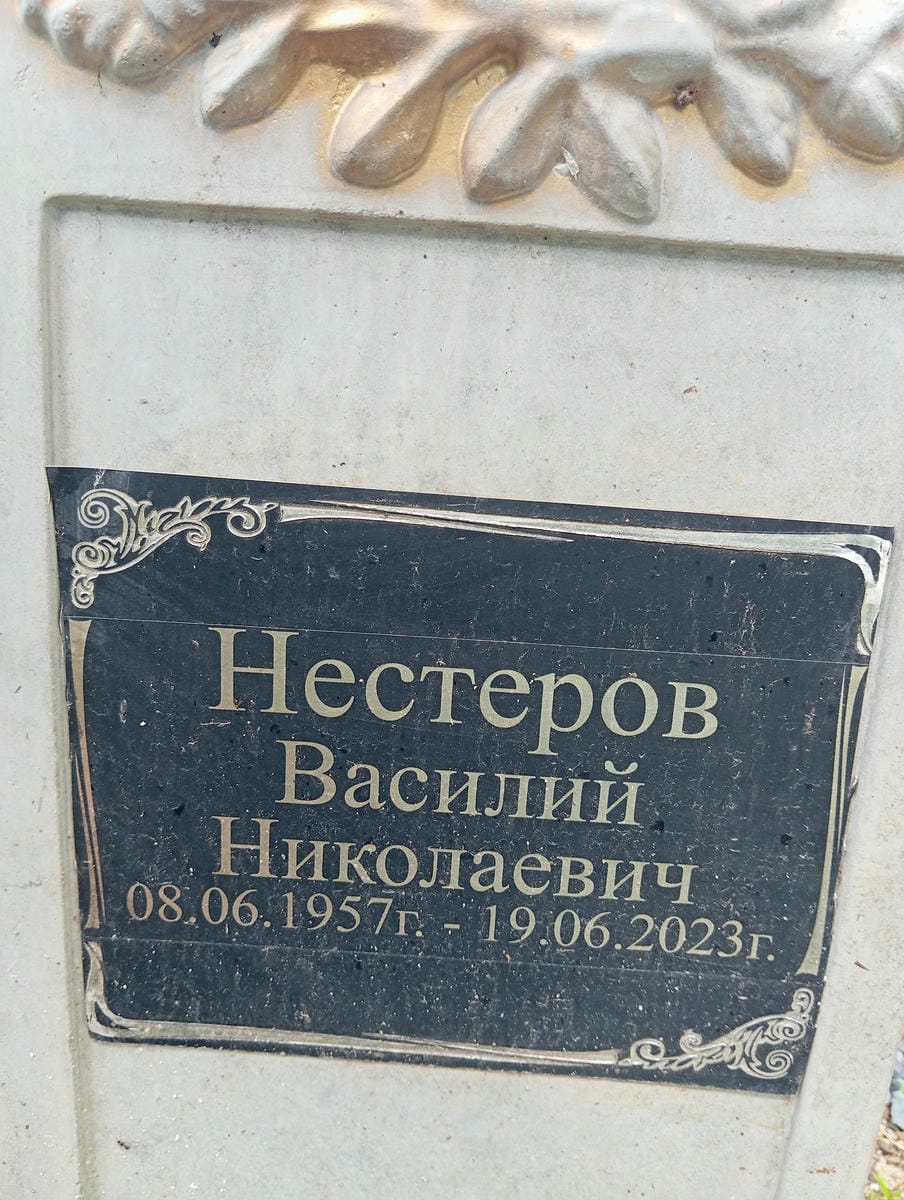 Нестеров
Василий
Николаевич
08.06.1957г. - 19.06.2023г.